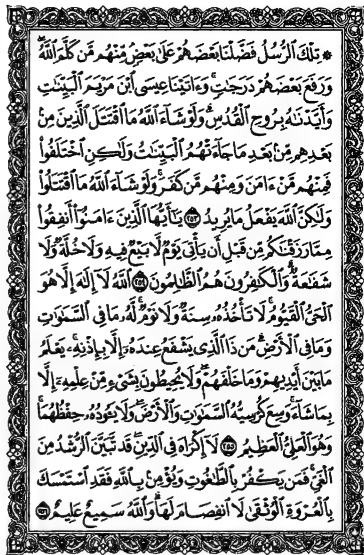 ۞ تِلْكَ ٱلرُّسُلُ فَضَّلْنَا بَعْضَهُمْ عَلَىٰ بَعْضٍ مِّنْهُم مَّن كَلَّمَ ٱللَّهُ
وَرَفَعَ بَعْضَهُمْ دَرَجَٰتٍ وَءَاتَيْنَا عِيسَى ٱبْنَ مَرْيَمَ ٱلْبَيِّنَٰتِ
وَأَيَّدْنَٰهُ بِرُوحِ ٱلْقُدُسِ وَلَوْ شَآءَ ٱللَّهُ مَا ٱقْتَتَلَ ٱلَّذِينَ مِنۢ
بَعْدِهِم مِّنۢ بَعْدِ مَا جَآءَتْهُمُ ٱلْبَيِّنَٰتُ وَلَٰكِنِ ٱخْتَلَفُوا۟
فَمِنْهُم مَّنْ ءَامَنَ وَمِنْهُم مَّن كَفَرَ وَلَوْ شَآءَ ٱللَّهُ مَا ٱقْتَتَلُوا۟
وَلَٰكِنَّ ٱللَّهَ يَفْعَلُ مَا يُرِيدُ ٢٥٣ يَٰٓأَيُّهَا ٱلَّذِينَ ءَامَنُوٓا۟ أَنفِقُوا۟
مِمَّا رَزَقْنَٰكُم مِّن قَبْلِ أَن يَأْتِىَ يَوْمٌ لَّا بَيْعٌ فِيهِ وَلَا خُلَّةٌ وَلَا
شَفَٰعَةٌ وَٱلْكَٰفِرُونَ هُمُ ٱلظَّٰلِمُونَ ٢٥٤ ٱللَّهُ لَآ إِلَٰهَ إِلَّا هُوَ
ٱلْحَىُّ ٱلْقَيُّومُ لَا تَأْخُذُهُۥ سِنَةٌ وَلَا نَوْمٌ لَّهُۥ مَا فِى ٱلسَّمَٰوَٰتِ
وَمَا فِى ٱلْأَرْضِ مَن ذَا ٱلَّذِى يَشْفَعُ عِندَهُۥٓ إِلَّا بِإِذْنِهِۦ يَعْلَمُ
مَا بَيْنَ أَيْدِيهِمْ وَمَا خَلْفَهُمْ وَلَا يُحِيطُونَ بِشَىْءٍ مِّنْ عِلْمِهِۦٓ إِلَّا
بِمَا شَآءَ وَسِعَ كُرْسِيُّهُ ٱلسَّمَٰوَٰتِ وَٱلْأَرْضَ وَلَا يَـُٔودُهُۥ حِفْظُهُمَا
وَهُوَ ٱلْعَلِىُّ ٱلْعَظِيمُ ٢٥٥ لَآ إِكْرَاهَ فِى ٱلدِّينِ قَد تَّبَيَّنَ ٱلرُّشْدُ مِنَ
ٱلْغَىِّ فَمَن يَكْفُرْ بِٱلطَّٰغُوتِ وَيُؤْمِنۢ بِٱللَّهِ فَقَدِ ٱسْتَمْسَكَ
بِٱلْعُرْوَةِ ٱلْوُثْقَىٰ لَا ٱنفِصَامَ لَهَا وَٱللَّهُ سَمِيعٌ عَلِيمٌ ٢٥٦